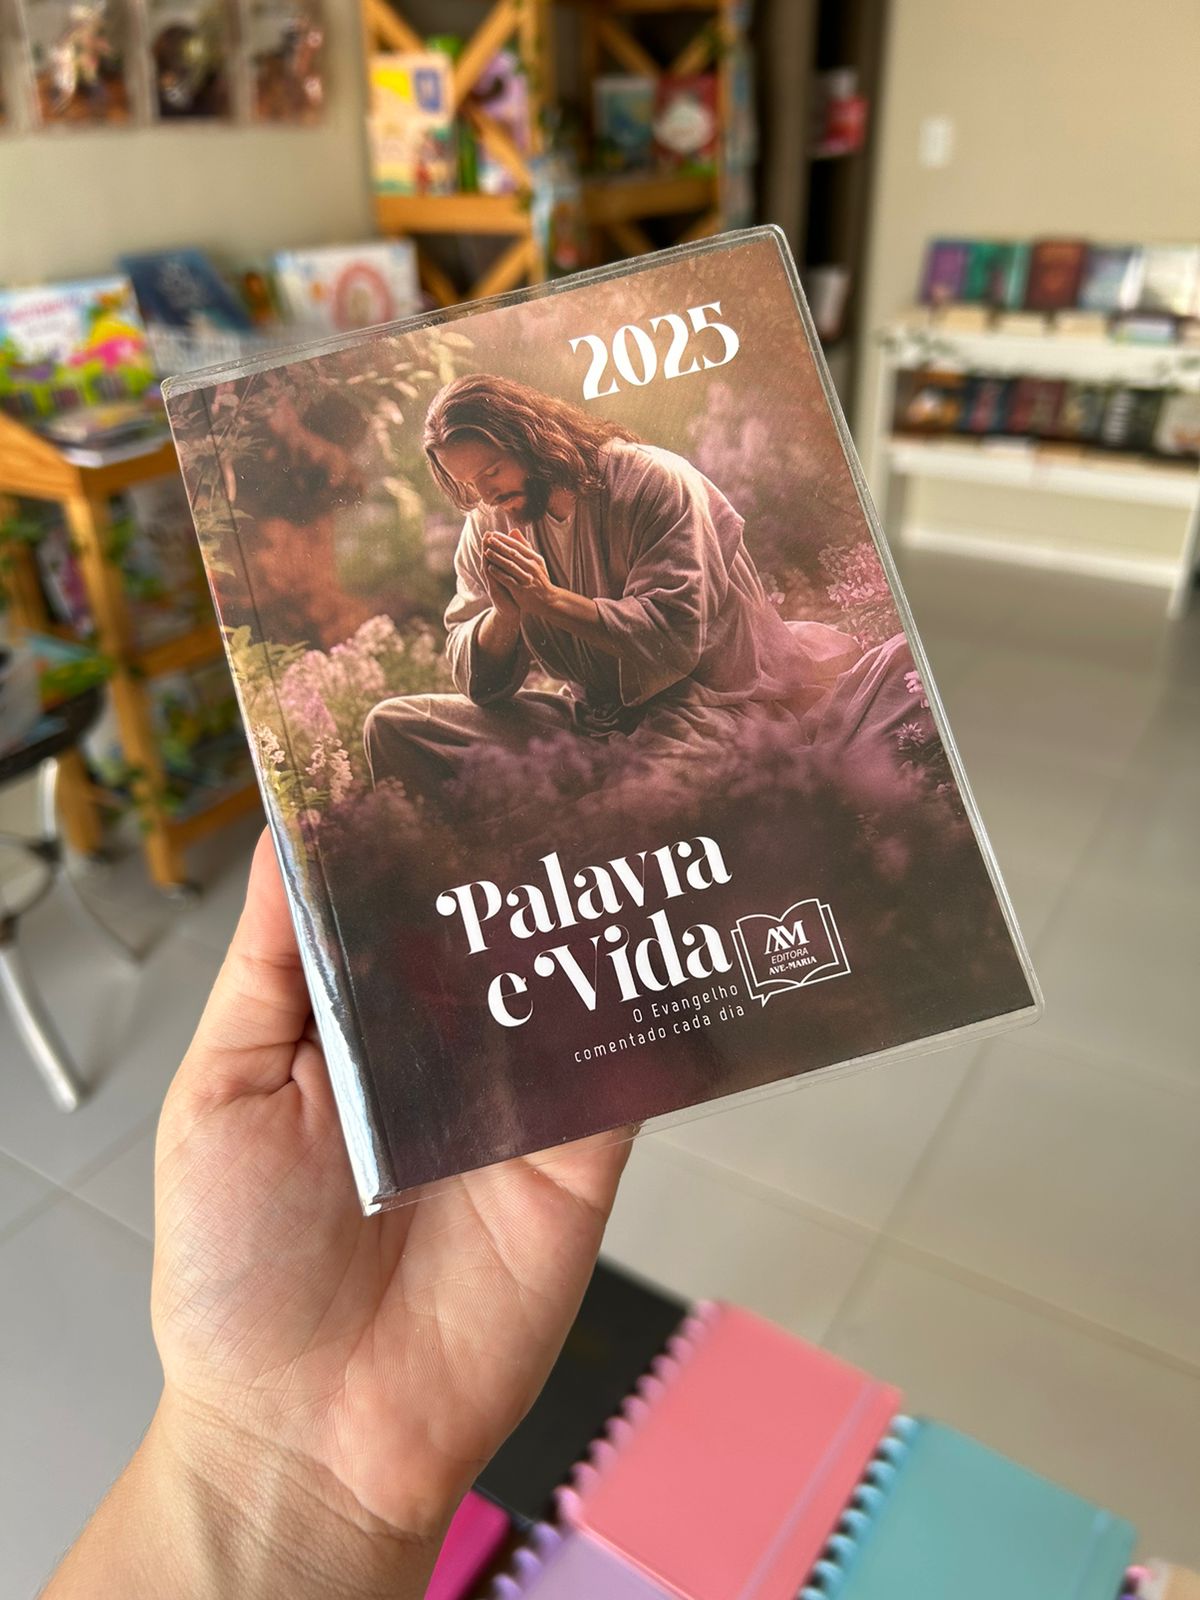 2025
Palavra
e Vida
O Evangelho
comentado cada dia
AM
EDITORA
AVE-MARIA